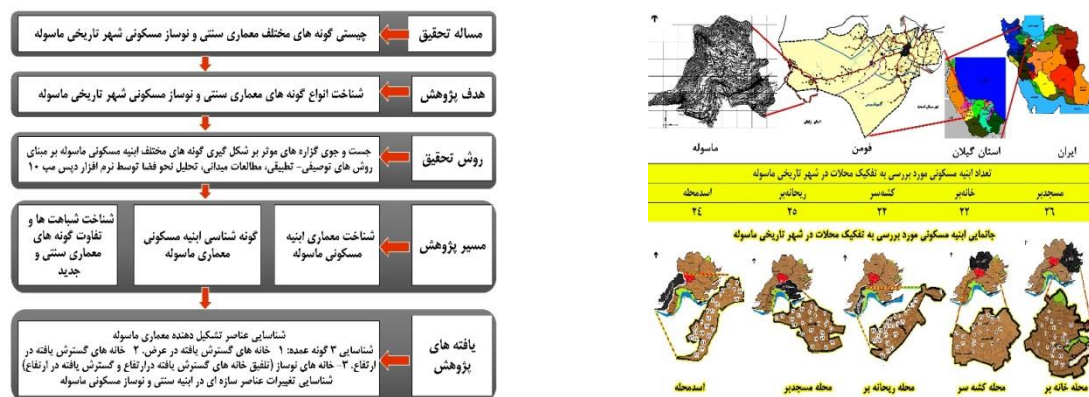 مساله تحقیق
چیستی گونه های مختلف معماری سنتی و نوساز مسکونی شهر تاریخی ماسوله
هدف پژوهش
شناخت انواع گونه های معماری سنتی و نوساز مسکونی شهر تاریخی ماسوله
روش تحقیق
جست و جوی گزاره های موثر بر شکل گیری گونه های مختلف ابنیه مسکونی ماسوله بر مبنای
روش های توصیفی- تطبیقی، مطالعات میدانی، تحلیل نحو فضا توسط نرم افزار دپس مپ ۱۰
مسیر پژوهش
شناخت معماری ابنیه
مسکونی ماسوله
گونه شناسی ابنیه مسکونی
معماری ماسوله
شناخت شباهت ها و
تفاوت گونه های
معماری سنتی و
جدید
یافته های
پژوهش
شناسایی عناصر تشکیل دهنده معماری ماسوله
شناسایی ۳ گونه عمده: ۱- خانه های گسترش یافته در عرض. ۲- خانه های گسترش یافته در
ارتفاع. ۳- خانه های نوساز (تلفیق خانه های گسترش یافته درارتفاع و گسترش یافته در ارتفاع)
شناسایی تغییرات عناصر سازه ای در ابنیه سنتی و نوساز مسکونی ماسوله
ایران
استان گیلان
فومن
ماسوله
تعداد ابنیه مسکونی مورد بررسی به تفکیک محلات در شهر تاریخی ماسوله
مسجدبر خانه‌بر کشه‌سر ریحانه‌بر اسدمحله
۲٦ ۲۲ ۲۲ ۲٥ ۲٤
جانمایی ابنیه مسکونی مورد بررسی به تفکیک محلات در شهر تاریخی ماسوله
محله خانه بر
محله کشه سر
محله ریحانه بر
محله مسجدبر
اسدمحله